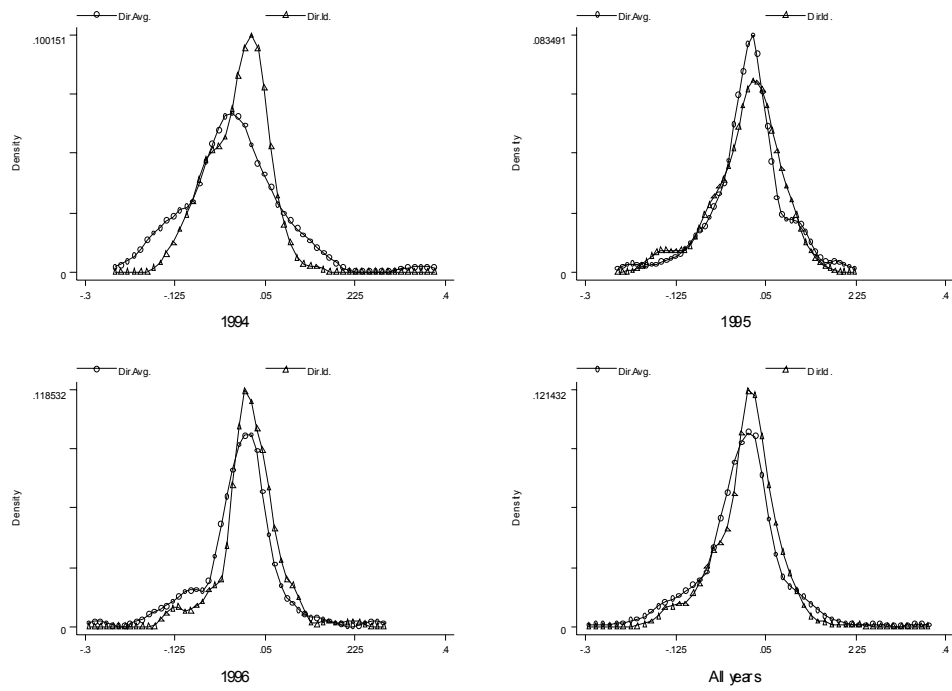 Dir.Avg. Dir.Id.
.100151
Density
0
-.3 -.125 .05 .225 .4
1994
Dir.Avg. Dir.Id.
.083491
Density
0
-.3 -.125 .05 .225 .4
1995
Dir.Avg. Dir.Id.
.118532
Density
0
-.3 -.125 .05 .225 .4
1996
Dir.Avg. Dir.Id.
.121432
Density
0
-.3 -.125 .05 .225 .4
All years